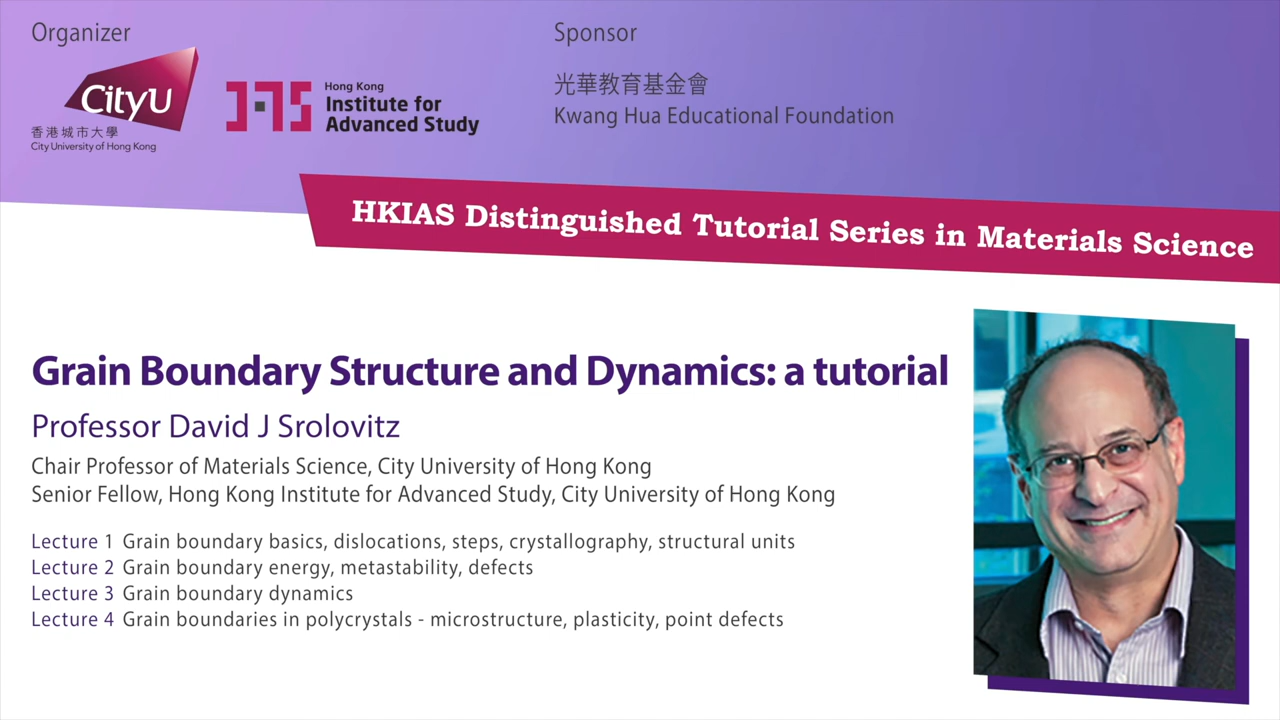 Organizer
CityU
香港城市大學
City University of Hong Kong
Hong Kong
Institute for
Advanced Study
Sponsor
光華教育基金會
Kwang Hua Educational Foundation
HKIAS Distinguished Tutorial Series in Materials Science
Grain Boundary Structure and Dynamics: a tutorial
Professor David J Srolovitz
Chair Professor of Materials Science, City University of Hong Kong
Senior Fellow, Hong Kong Institute for Advanced Study, City University of Hong Kong
Lecture 1 Grain boundary basics, dislocations, steps, crystallography, structural units
Lecture 2 Grain boundary energy, metastability, defects
Lecture 3 Grain boundary dynamics
Lecture 4 Grain boundaries in polycrystals - microstructure, plasticity, point defects